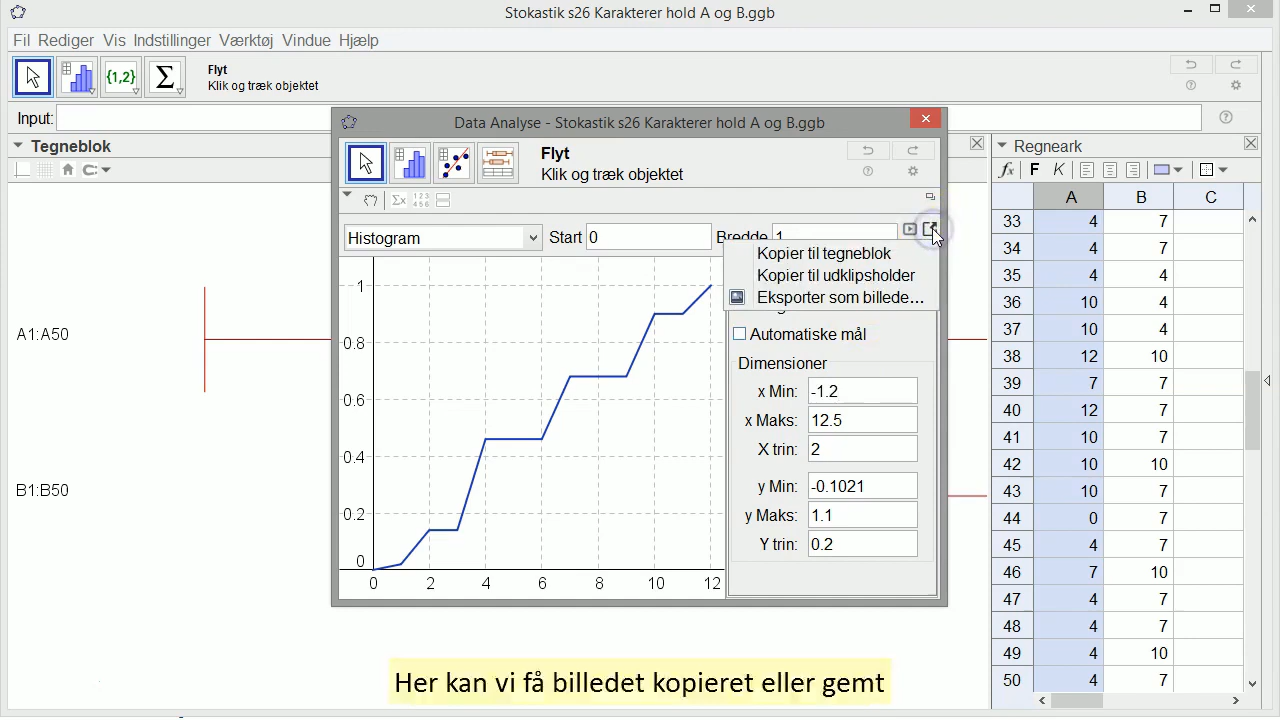 Stokastik s26 Karakterer hold A og B.ggb
Fil Rediger Vis Indstillinger Værktøj Vindue Hjælp
{1,2} Σ
Flyt
Klik og træk objektet
Input:
Tegneblok
A1:A50
B1:B50
Data Analyse - Stokastik s26 Karakterer hold A og B.ggb
Flyt
Klik og træk objektet
Σx 123 456
Histogram Start 0 Bredde 1
Kopier til tegneblok
Kopier til udklipsholder
Eksporter som billede...
Automatiske mål
Dimensioner
x Min: -1.2
x Maks: 12.5
X trin: 2
y Min: -0.1021
y Maks: 1.1
Y trin: 0.2
1
0.8
0.6
0.4
0.2
0
0 2 4 6 8 10 12
Regneark
fx F K
A B C
33 4 7
34 4 7
35 4 4
36 10 4
37 10 4
38 12 10
39 7 7
40 12 7
41 10 7
42 10 10
43 10 7
44 0 7
45 4 7
46 7 10
47 4 7
48 4 7
49 4 10
50 4 7
Her kan vi få billedet kopieret eller gemt